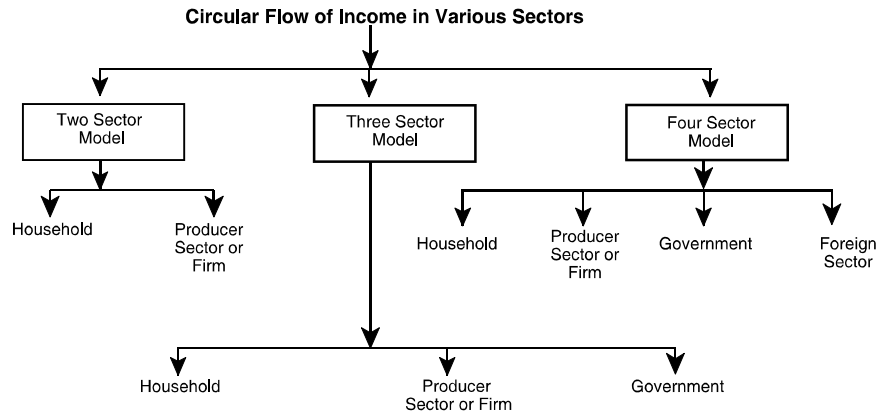 Circular Flow of Income in Various Sectors
Two Sector
Model
Three Sector
Model
Four Sector
Model
Household
Producer
Sector or
Firm
Household
Producer
Sector or
Firm
Government
Foreign
Sector
Household
Producer
Sector or Firm
Government